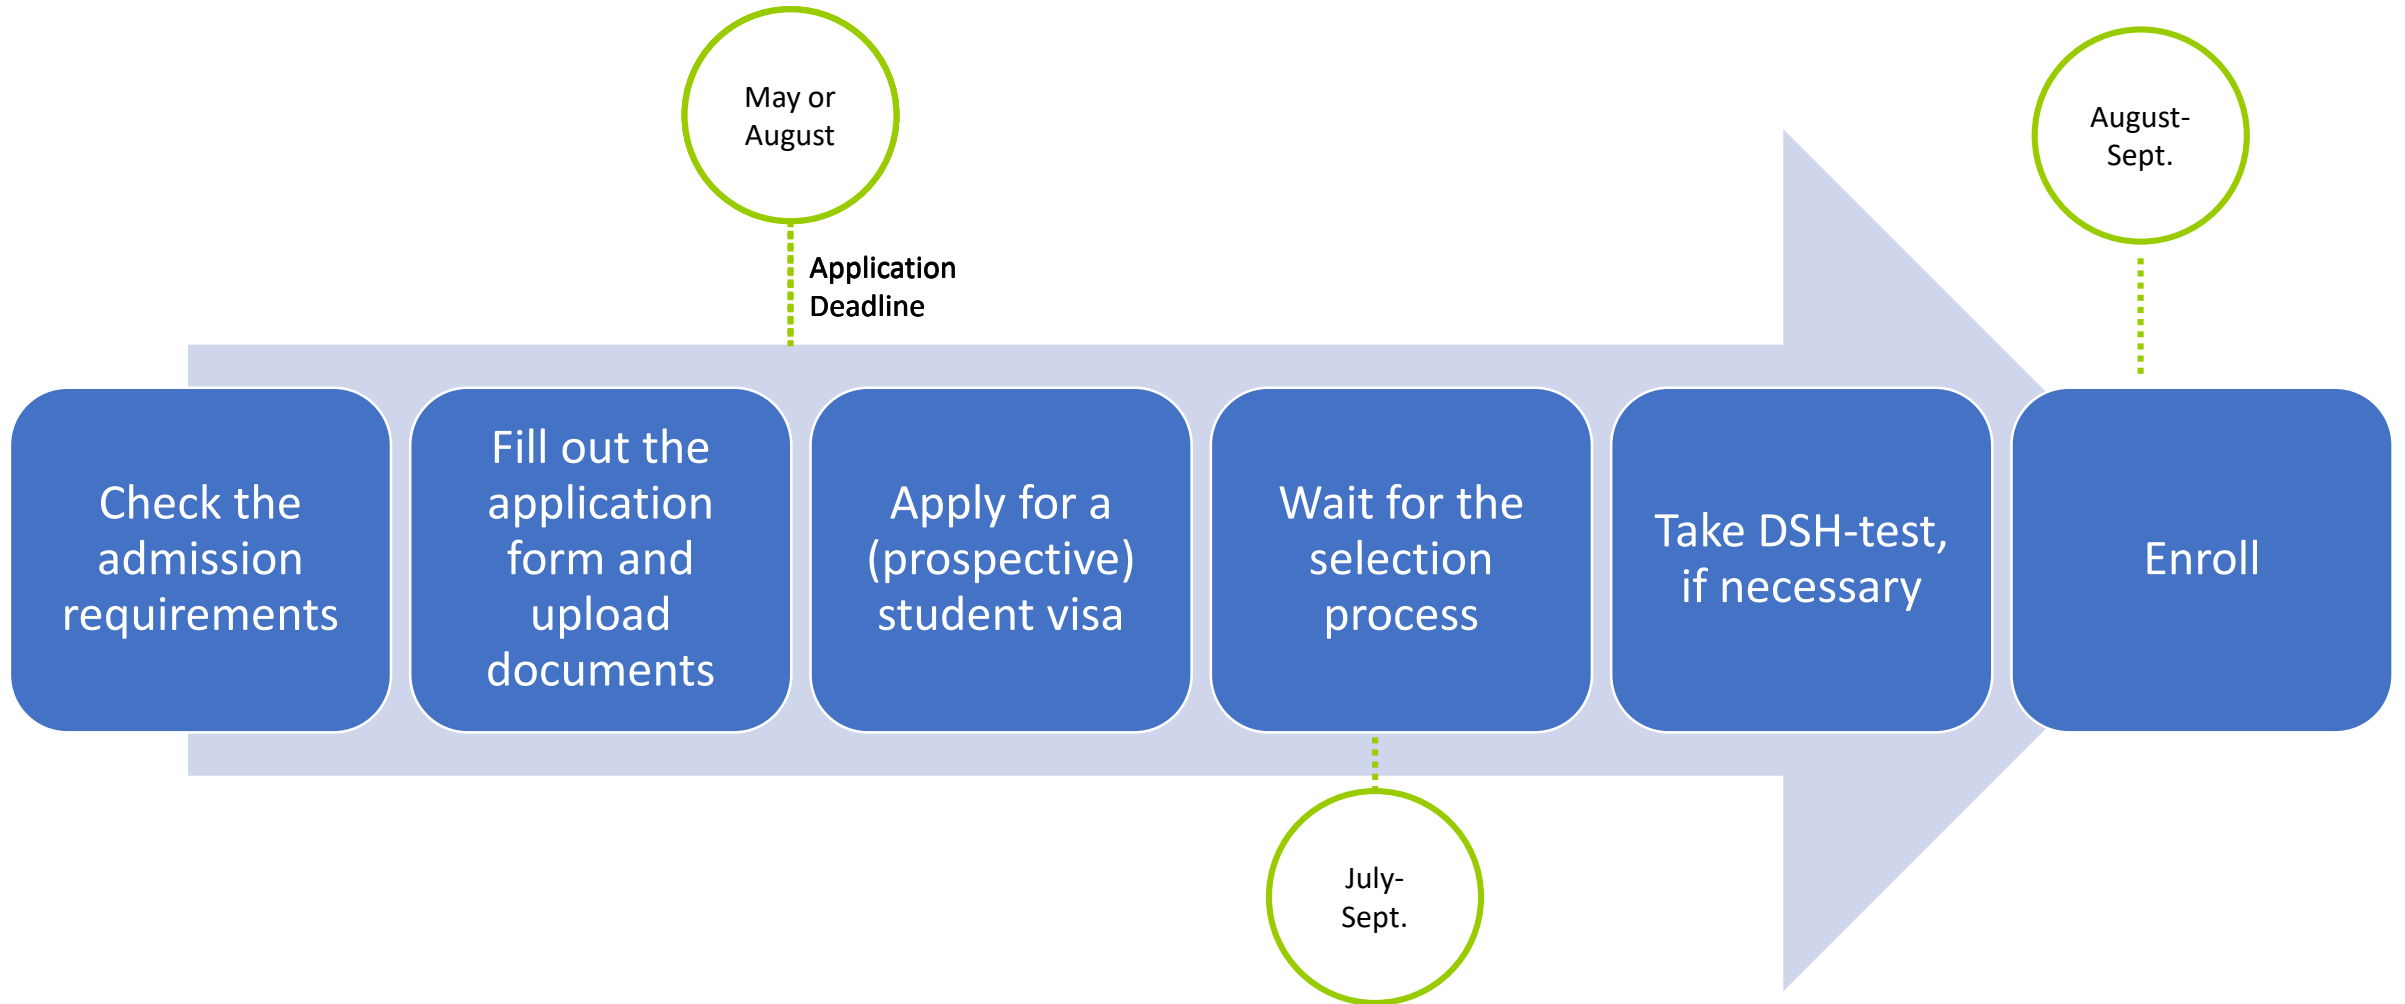 May or
August
August-
Sept.
Application
Deadline
Check the
admission
requirements
Fill out the
application
form and
upload
documents
Apply for a
(prospective)
student visa
Wait for the
selection
process
Take DSH-test,
if necessary
Enroll
July-
Sept.